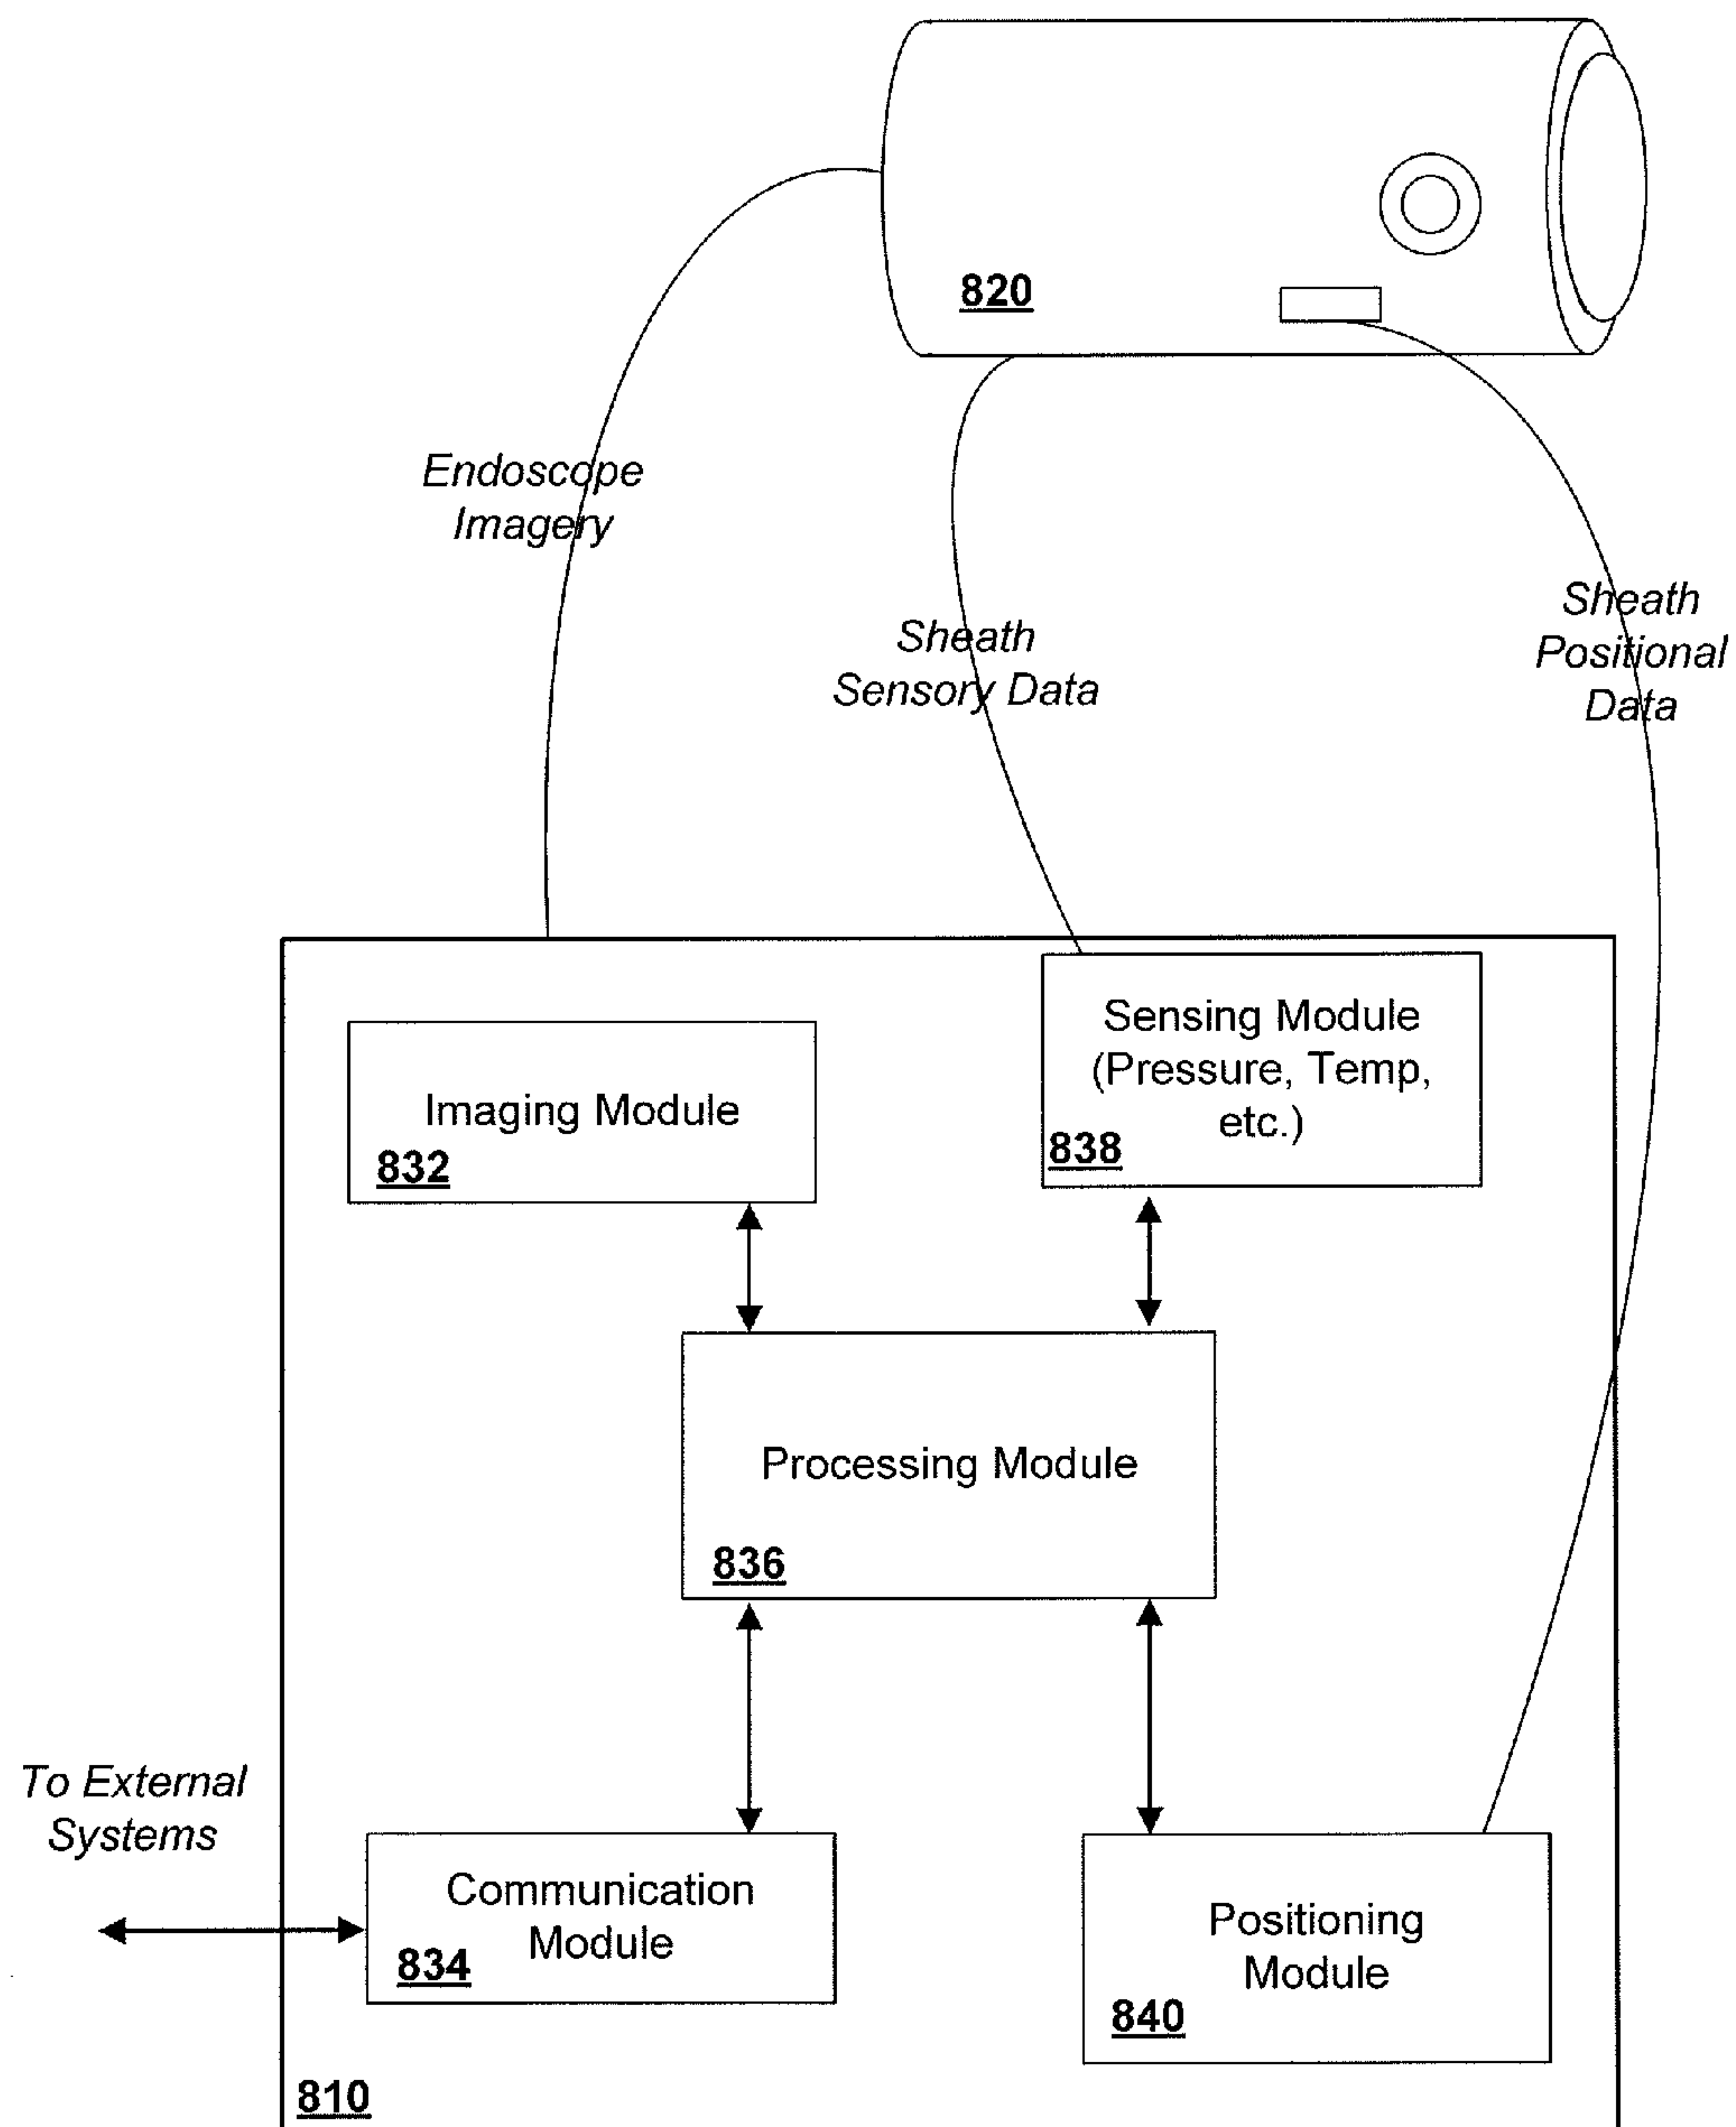 820
Endoscope
Imagery
Sheath
Sensory Data
Sheath
Positional
Data
Imaging Module
832
Sensing Module
(Pressure, Temp,
etc.)
838
Processing Module
836
To External
Systems
Communication
Module
834
Positioning
Module
840
810